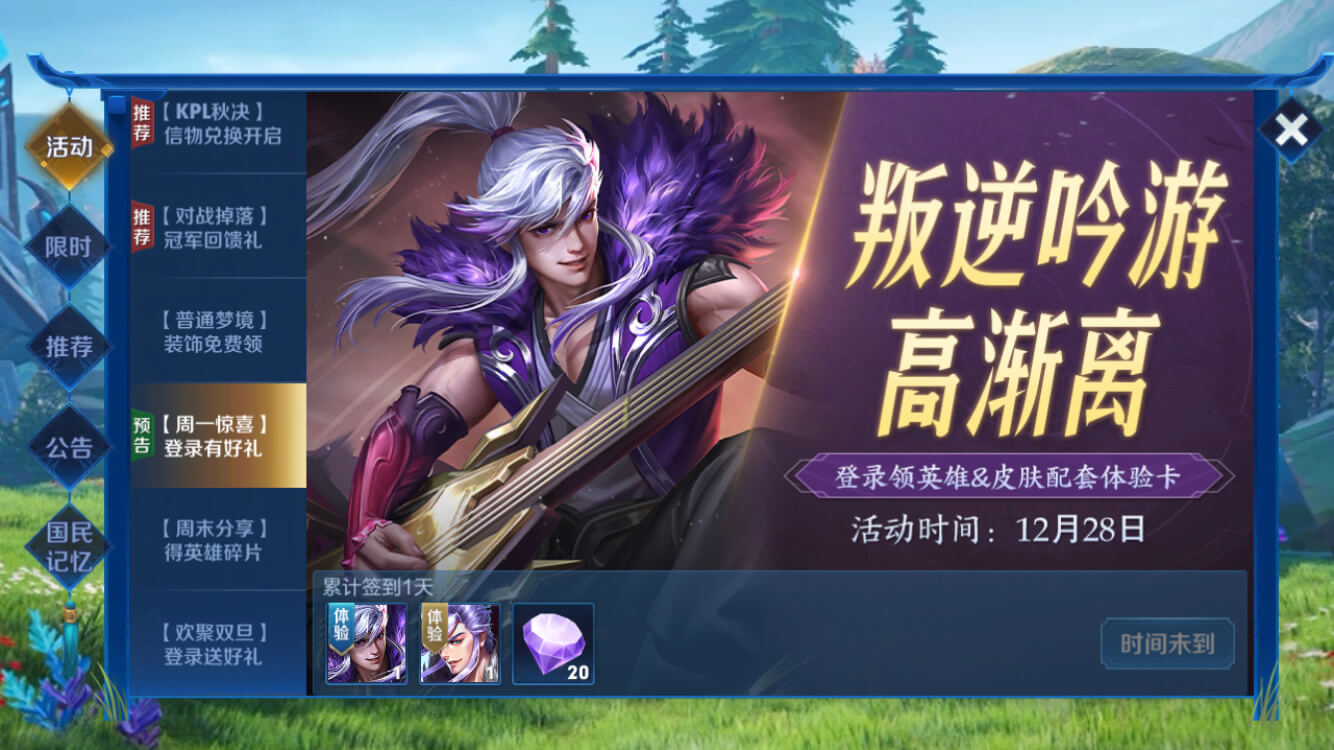 活动
限时
推荐
公告
国民
记忆
推荐
【KPL秋决】
信物兑换开启
推荐
【对战掉落】
冠军回馈礼
【普通梦境】
装饰免费领
预告
【周一惊喜】
登录有好礼
【周末分享】
得英雄碎片
【欢聚双旦】
登录送好礼
叛逆吟游
高渐离
登录领英雄&皮肤配套体验卡
活动时间：12月28日
累计签到1天
体验
1
体验
1
20
时间未到